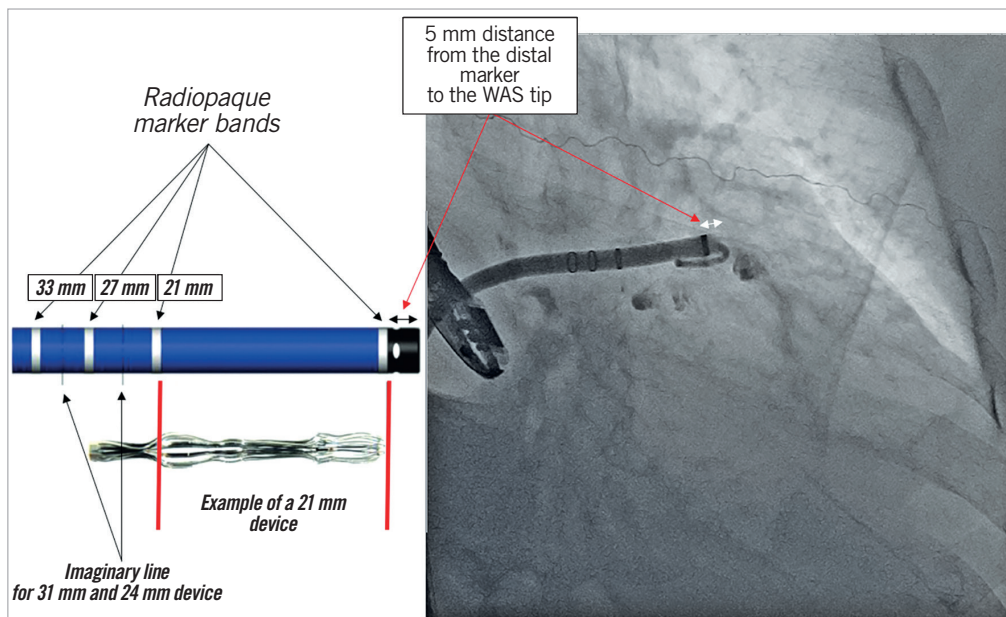 5 mm distance
from the distal
marker
to the WAS tip
Radiopaque
marker bands
33 mm
27 mm
21 mm
Example of a 21 mm
device
Imaginary line
for 31 mm and 24 mm device